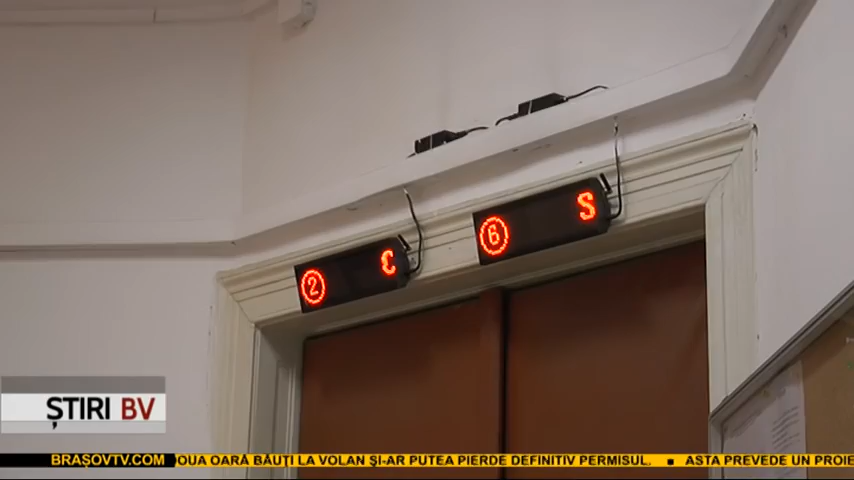 2 C
6 S
ȘTIRI BV
BRAȘOVTV.COM
OUA OARĂ BĂUȚI LA VOLAN ȘI-AR PUTEA PIERDE DEFINITIV PERMISUL. ■ ASTA PREVEDE UN PROIE